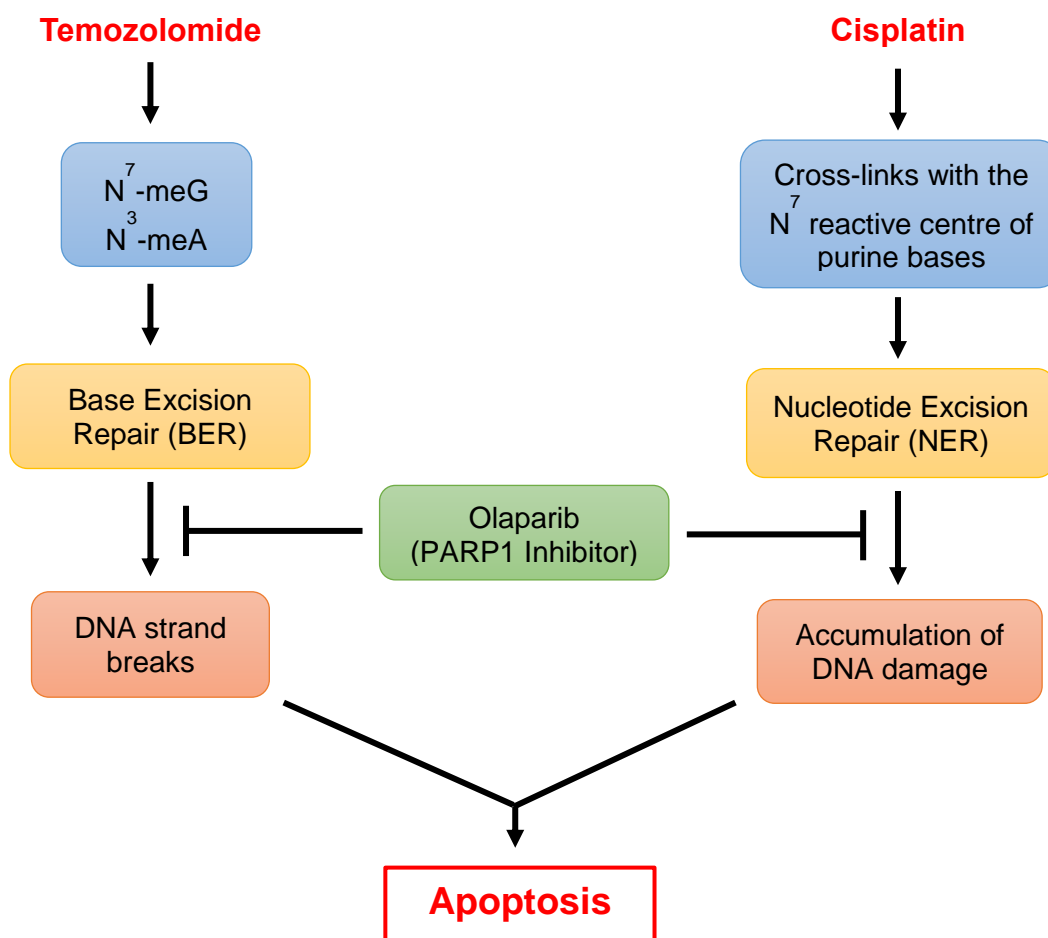 Temozolomide
Cisplatin
N7-meG
N3-meA
Cross-links with the
N7 reactive centre of
purine bases
Base Excision
Repair (BER)
Nucleotide Excision
Repair (NER)
Olaparib
(PARP1 Inhibitor)
DNA strand
breaks
Accumulation of
DNA damage
Apoptosis